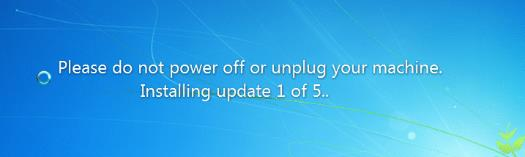 Please do not power off or unplug your machine.
Installing update 1 of 5..